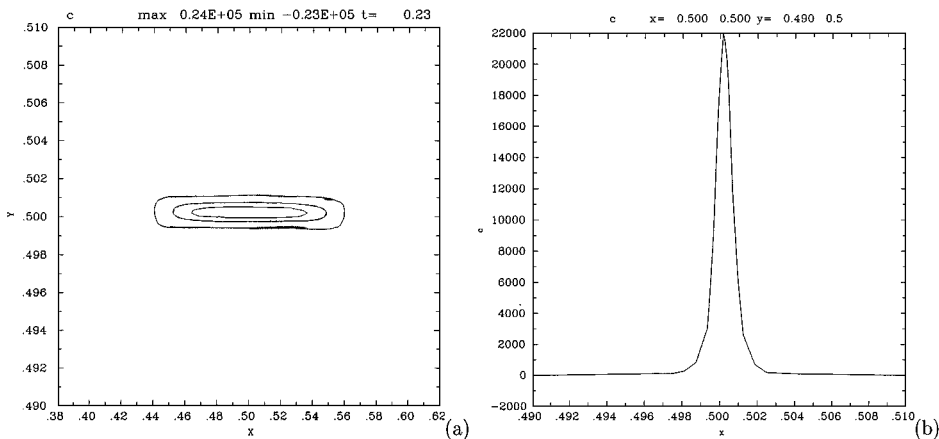 c max 0.24E+05 min -0.23E+05 t= 0.23
.510
.508
.506
.504
.502
.500
.498
.496
.494
.492
.490
Y
.38 .40 .42 .44 .46 .48 .50 .52 .54 .56 .58 .60 .62
X
(a)
c x= 0.500 0.500 y= 0.490 0.5
22000
20000
18000
16000
14000
12000
10000
8000
6000
4000
2000
0
-2000
c
.490 .492 .494 .496 .498 .500 .502 .504 .506 .508 .510
x
(b)